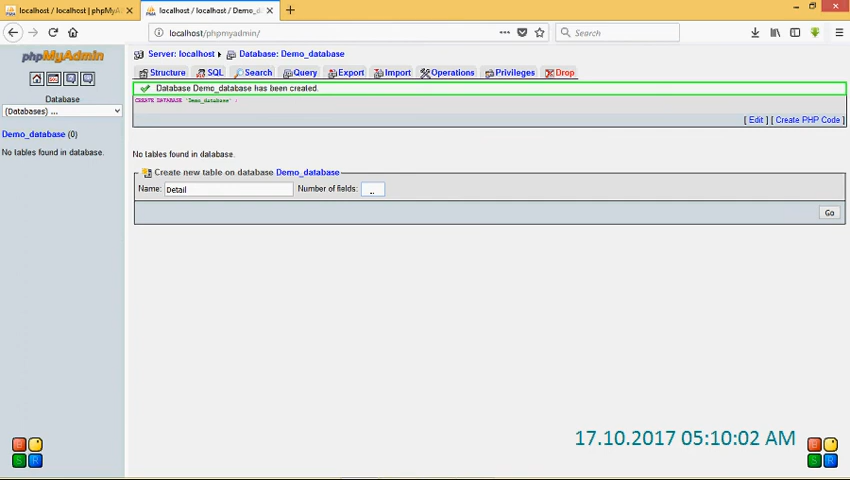 localhost / localhost | phpMyA
localhost / localhost / Demo_d
localhost/phpmyadmin/
Search
phpMyAdmin
Server: localhost Database: Demo_database
Structure SQL Search Query Export Import Operations Privileges Drop
Database
(Databases) ...
Demo_database (0)
No tables found in database.
Database Demo_database has been created.
CREATE DATABASE `Demo_database` ;
[ Edit ] [ Create PHP Code ]
No tables found in database.
Create new table on database Demo_database
Name: Detail Number of fields:
Go
17.10.2017 05:10:02 AM
E S R
E S R